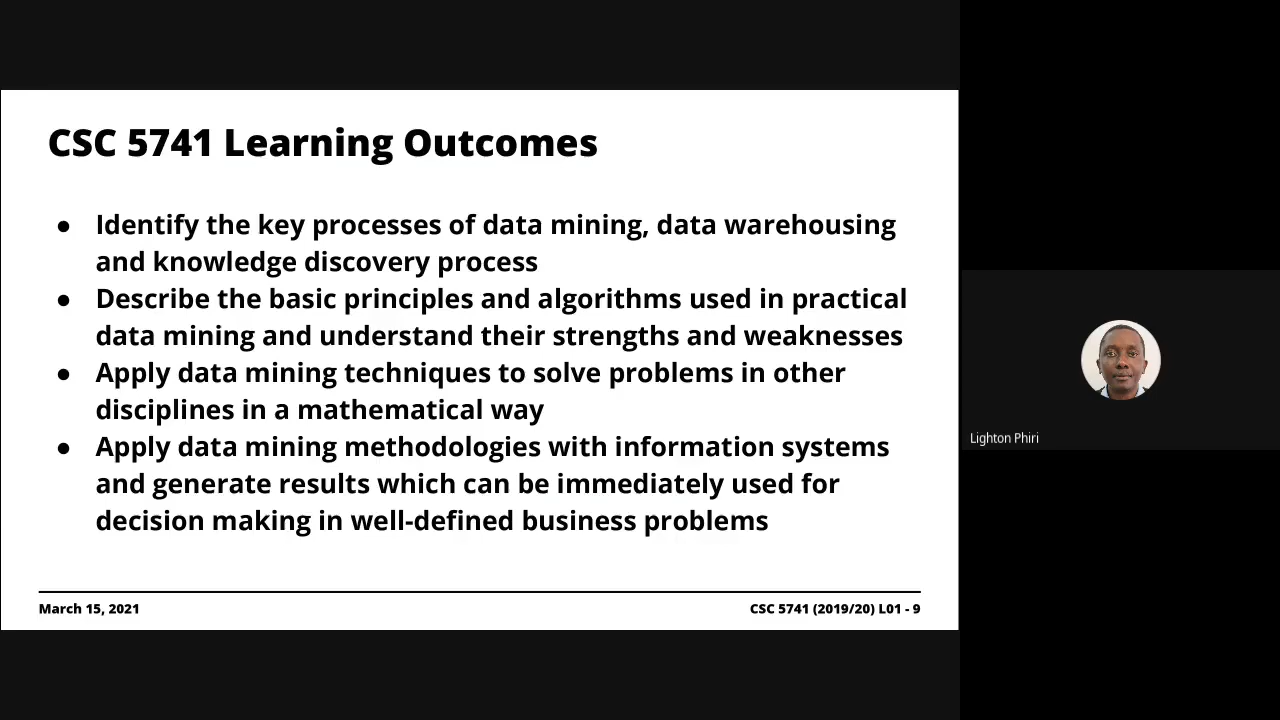 CSC 5741 Learning Outcomes
● Identify the key processes of data mining, data warehousing
and knowledge discovery process
● Describe the basic principles and algorithms used in practical
data mining and understand their strengths and weaknesses
● Apply data mining techniques to solve problems in other
disciplines in a mathematical way
● Apply data mining methodologies with information systems
and generate results which can be immediately used for
decision making in well-defined business problems
March 15, 2021
CSC 5741 (2019/20) L01 - 9
Lighton Phiri